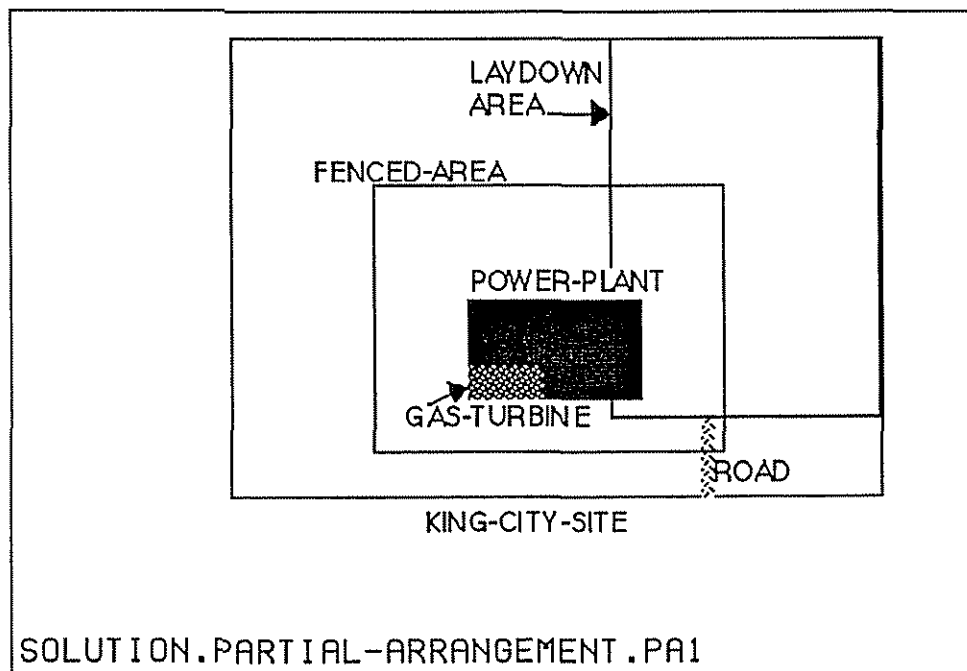 LAYDOWN
AREA
FENCED-AREA
POWER-PLANT
GAS-TURBINE
ROAD
KING-CITY-SITE
SOLUTION.PARTIAL-ARRANGEMENT.PA1